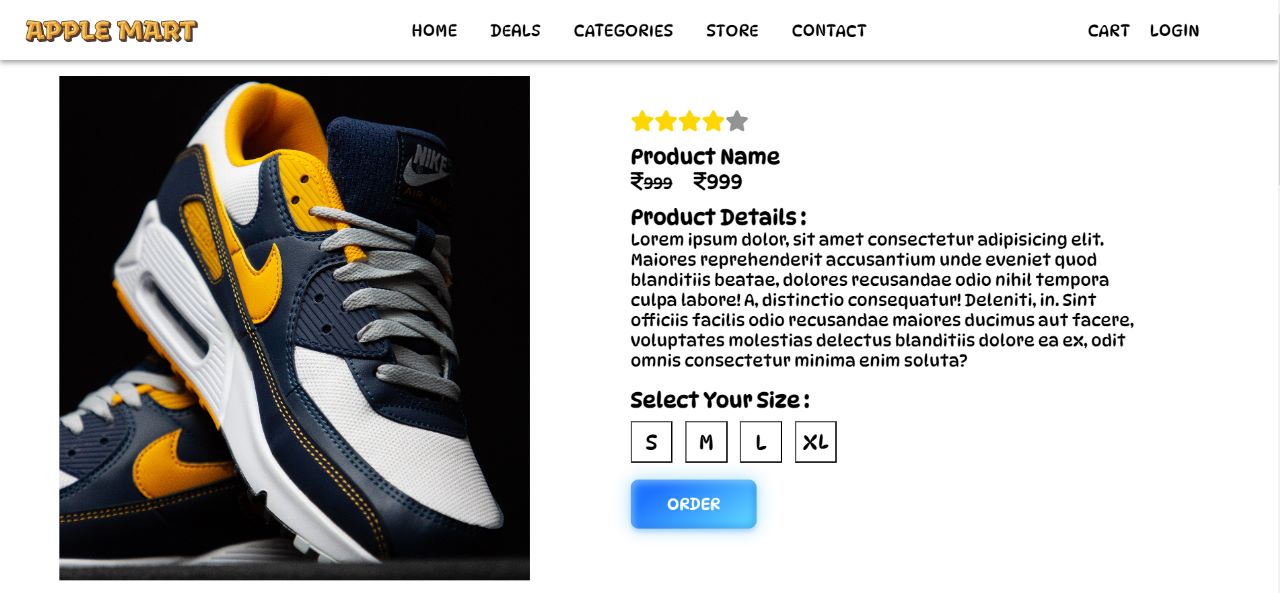 APPLE MART
HOME DEALS CATEGORIES STORE CONTACT
CART LOGIN
NIKE
AIR MAX
Product Name
₹999 ₹999
Product Details :
Lorem ipsum dolor, sit amet consectetur adipisicing elit.
Maiores reprehenderit accusantium unde eveniet quod
blanditiis beatae, dolores recusandae odio nihil tempora
culpa labore! A, distinctio consequatur! Deleniti, in. Sint
officiis facilis odio recusandae maiores ducimus aut facere,
voluptates molestias delectus blanditiis dolore ea ex, odit
omnis consectetur minima enim soluta?
Select Your Size :
S M L XL
ORDER